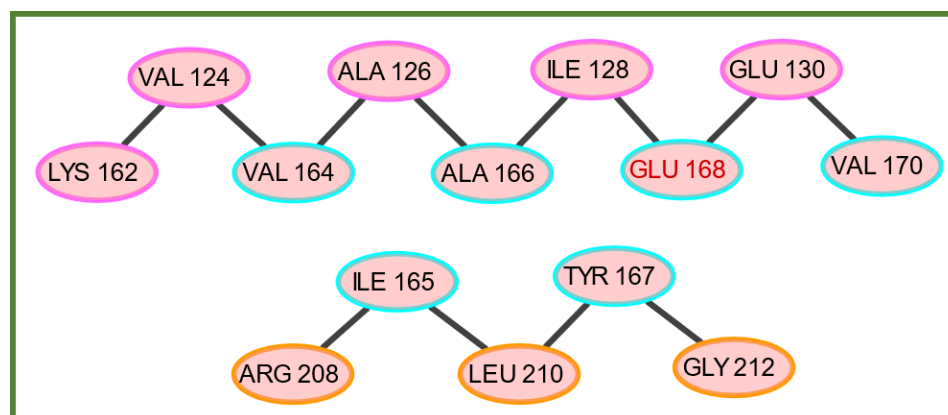 VAL 124
ALA 126
ILE 128
GLU 130
LYS 162
VAL 164
ALA 166
GLU 168
VAL 170
ILE 165
TYR 167
ARG 208
LEU 210
GLY 212